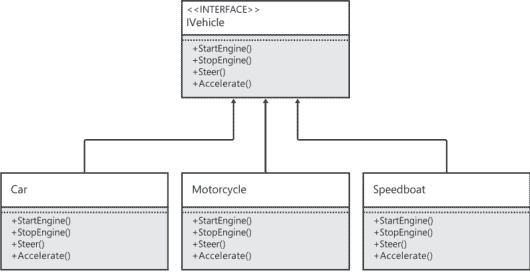 <<INTERFACE>>
IVehicle
+StartEngine()
+StopEngine()
+Steer()
+Accelerate()
Car
+StartEngine()
+StopEngine()
+Steer()
+Accelerate()
Motorcycle
+StartEngine()
+StopEngine()
+Steer()
+Accelerate()
Speedboat
+StartEngine()
+StopEngine()
+Steer()
+Accelerate()